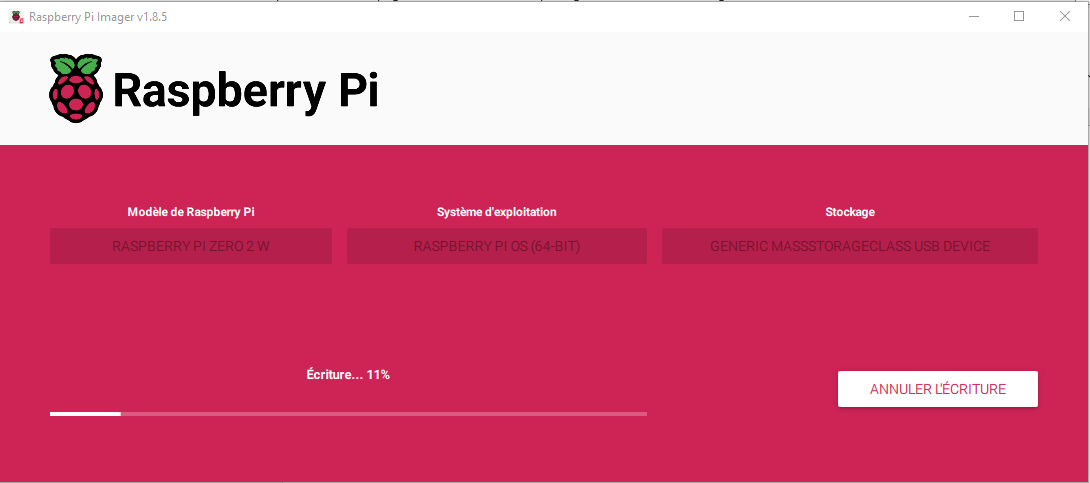 Raspberry Pi Imager v1.8.5
Raspberry Pi
Modèle de Raspberry Pi
Système d'exploitation
Stockage
RASPBERRY PI ZERO 2 W
RASPBERRY PI OS (64-BIT)
GENERIC MASSSTORAGECLASS USB DEVICE
Écriture... 11%
ANNULER L'ÉCRITURE